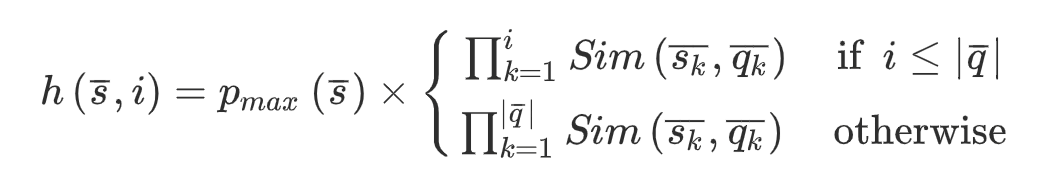 h(s̅, i) = p_max(s̅) × { ∏_{k=1}^{i} Sim(s̅_k̅, q̅_k̅) if i ≤ |q̅|
∏_{k=1}^{|q̅|} Sim(s̅_k̅, q̅_k̅) otherwise